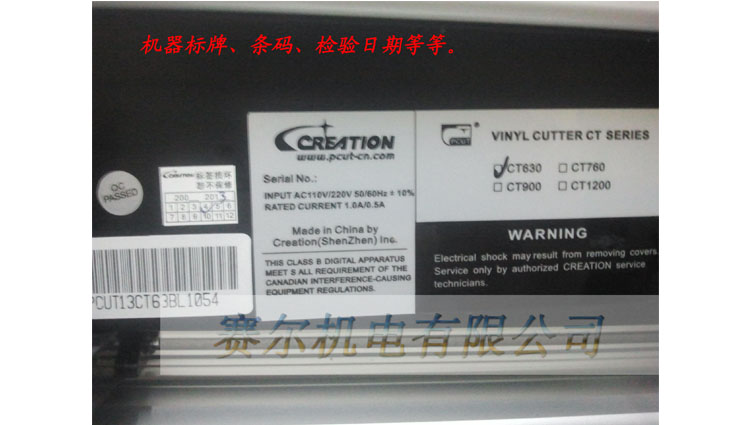 机器标牌、条码、检验日期等等。
CREATION
www.pcut-cn.com
Serial No.:
INPUT AC110V/220V 50/60Hz ± 10%
RATED CURRENT 1.0A/0.5A
Made in China by
Creation(ShenZhen) Inc.
THIS CLASS B DIGITAL APPARATUS
MEET S ALL REQUIREMENT OF THE
CANADIAN INTERFERENCE-CAUSING
EQUIPMENT REGULATIONS.
PCUT
VINYL CUTTER CT SERIES
CT630 CT760
CT900 CT1200
WARNING
Electrical shock may result from removing covers.
Service only by authorized CREATION service
technicians.
QC
PASSED
CREATION 标签损坏
恕不保修
200 2013
1 2 3 4 5 6
7 8 9 10 11 12
PCUT13CT63BL1054
赛尔机电有限公司